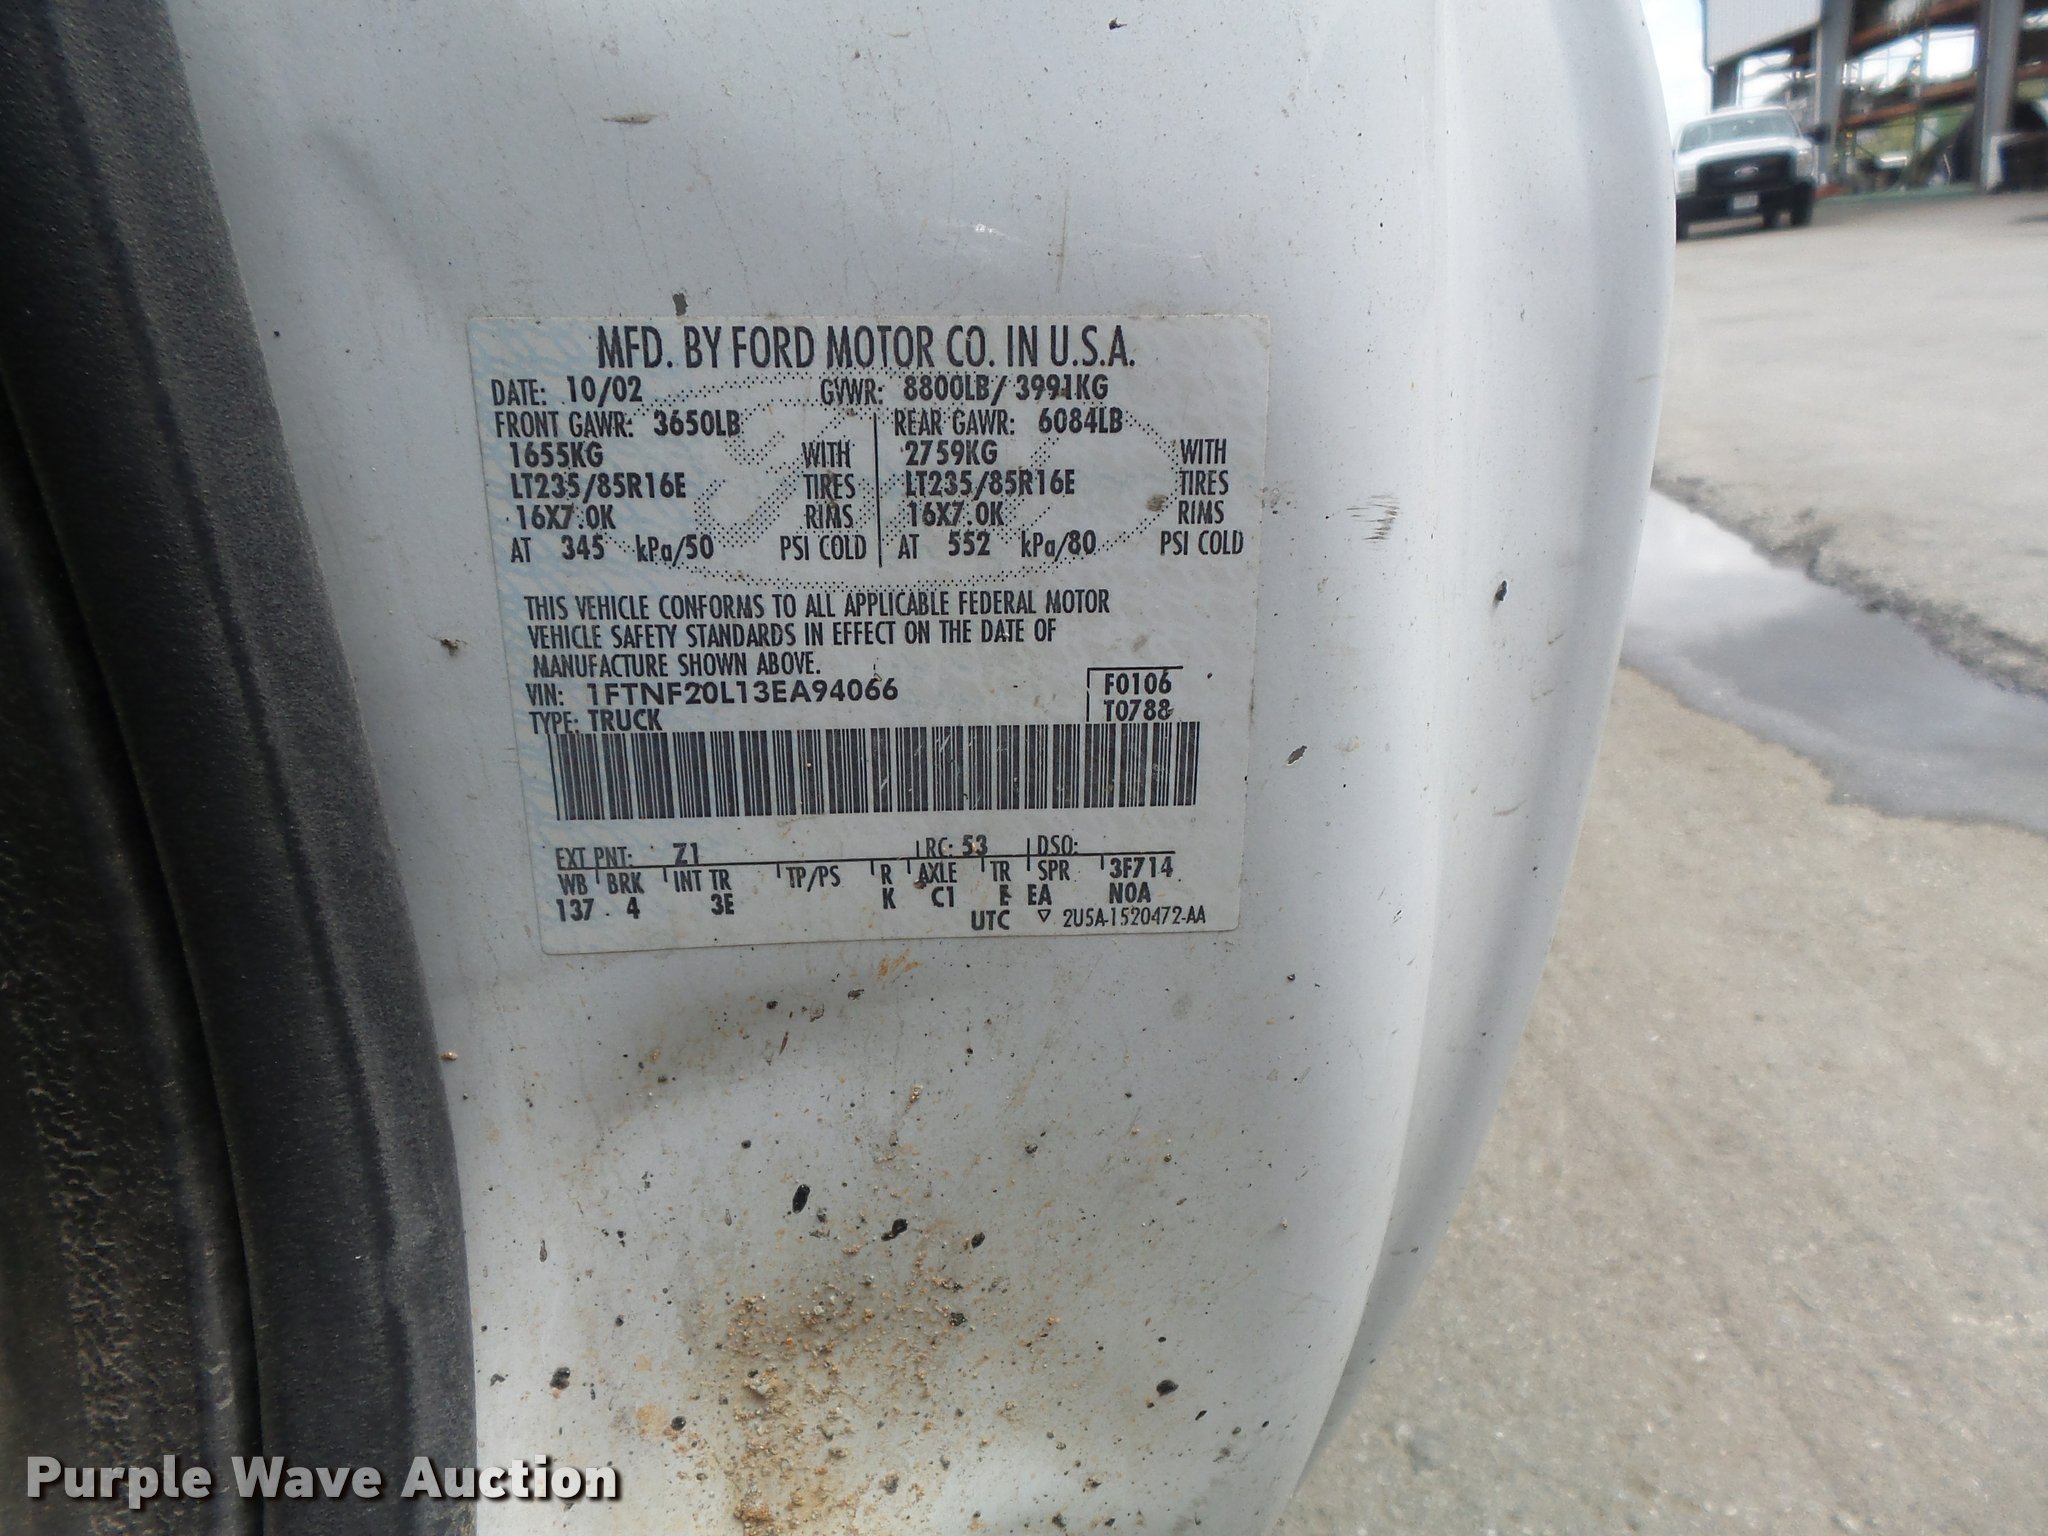 MFD. BY FORD MOTOR CO. IN U.S.A.
DATE: 10/02 GVWR: 8800LB/ 3991KG
FRONT GAWR: 3650LB REAR GAWR: 6084LB
1655KG WITH 2759KG WITH
LT235/85R16E TIRES LT235/85R16E TIRES
16X7.0K RIMS 16X7.0K RIMS
AT 345 kPa/50 PSI COLD AT 552 kPa/80 PSI COLD
THIS VEHICLE CONFORMS TO ALL APPLICABLE FEDERAL MOTOR
VEHICLE SAFETY STANDARDS IN EFFECT ON THE DATE OF
MANUFACTURE SHOWN ABOVE.
VIN: 1FTNF20L13EA94066 F0106
TYPE: TRUCK T0788
EXT PNT: Z1 RC: 53 DSO:
WB BRK INT TR TP/PS R AXLE TR SPR 3F714
137 4 3E K C1 E EA N0A
UTC ▽ 2U5A-1520472-AA
Purple Wave Auction